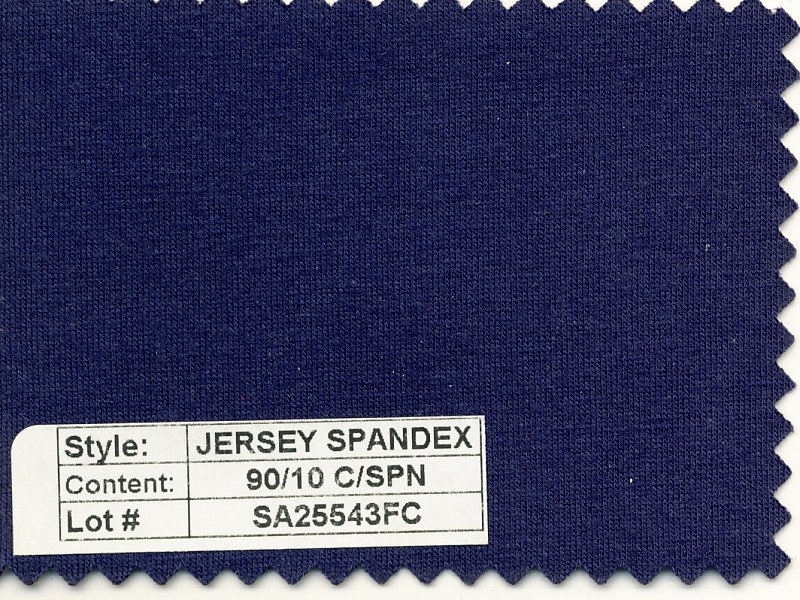 Style: JERSEY SPANDEX
Content: 90/10 C/SPN
Lot # SA25543FC